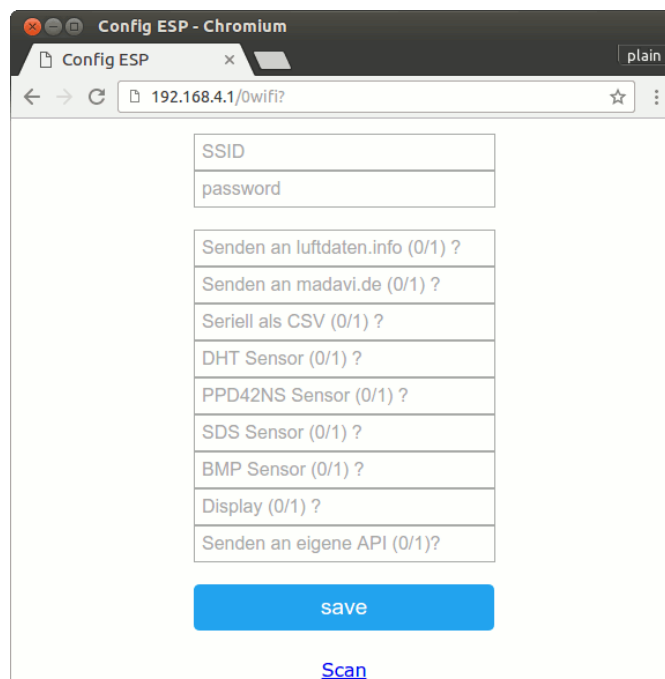 Config ESP - Chromium
Config ESP
plain
192.168.4.1/0wifi?
SSID
password
Senden an luftdaten.info (0/1) ?
Senden an madavi.de (0/1) ?
Seriell als CSV (0/1) ?
DHT Sensor (0/1) ?
PPD42NS Sensor (0/1) ?
SDS Sensor (0/1) ?
BMP Sensor (0/1) ?
Display (0/1) ?
Senden an eigene API (0/1)?
save
Scan